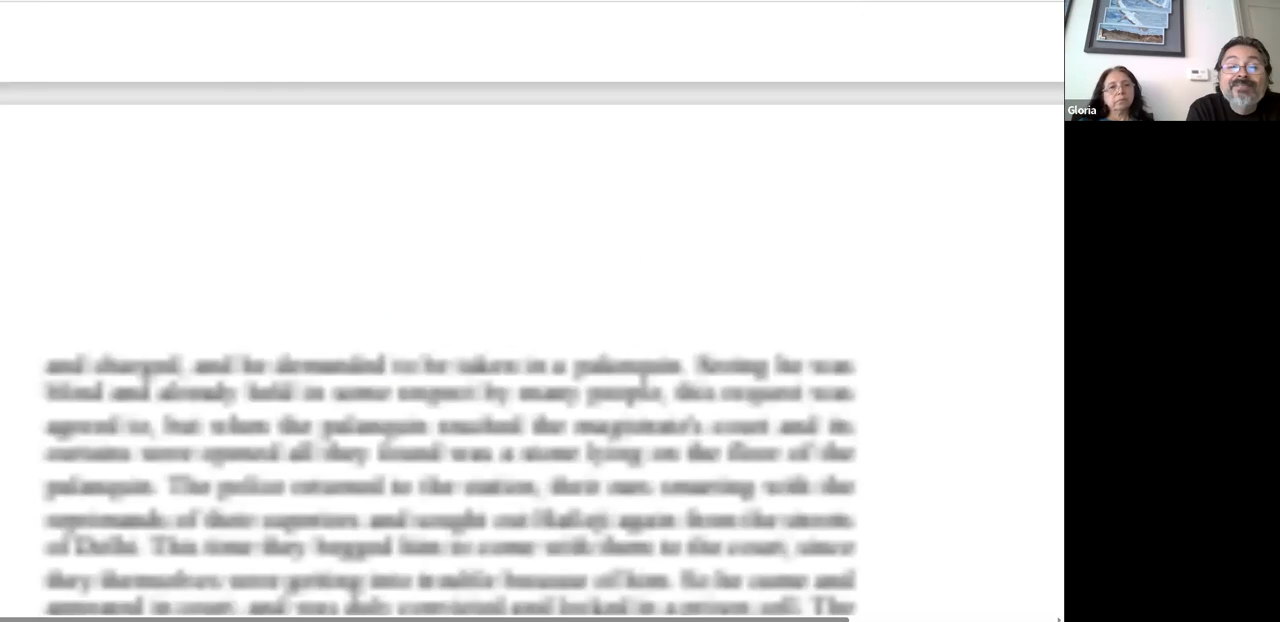 Gloria
and charged, and he demanded to be taken in a palanquin. Seeing he was
blind and already held in some respect by many people, this request was
agreed to, but when the palanquin reached the magistrate's court and its
curtains were opened all they found was a stone lying on the floor of the
palanquin. The police returned to the station, their ears smarting with the
reprimands of their superiors and sought out again from the streets
of Delhi. This time they begged him to come with them to the court, since
they themselves were getting into trouble because of him. So he came and
appeared in court, and was duly convicted and locked in a prison cell. The